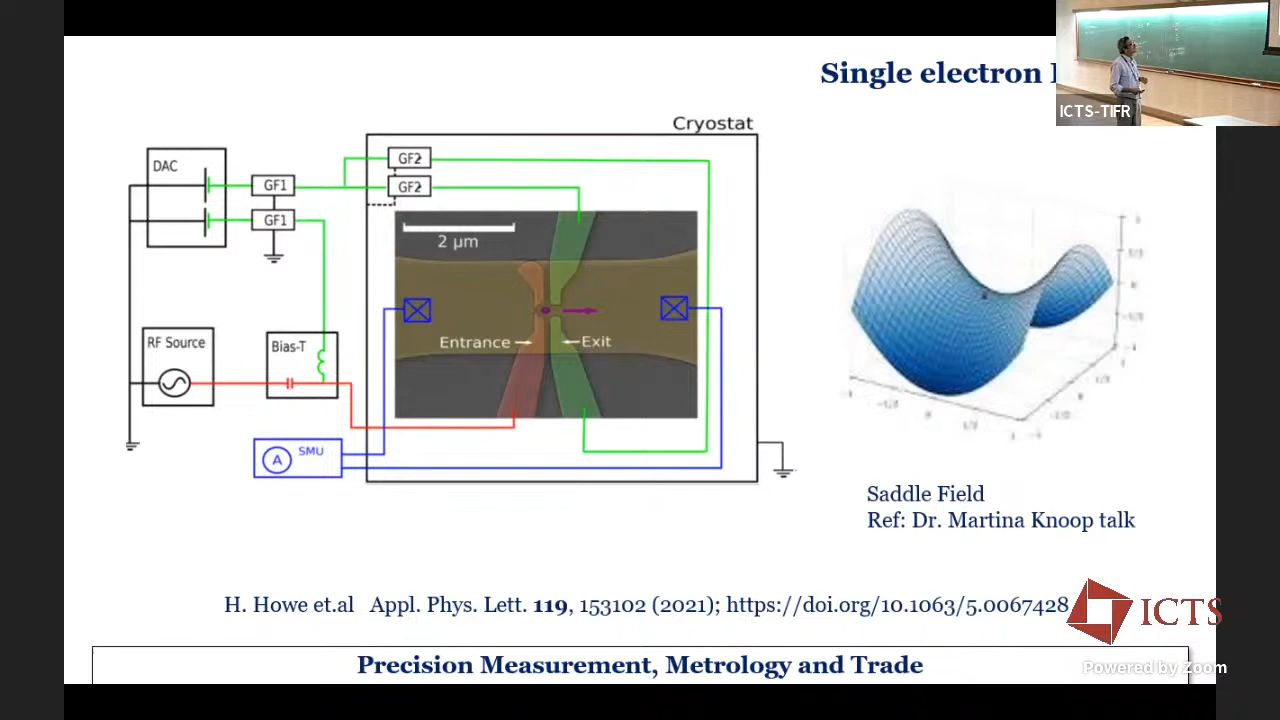 Single electron
ICTS-TIFR
Cryostat
DAC
GF1
GF1
GF2
GF2
2 μm
Entrance
Exit
RF Source
Bias-T
A
SMU
Saddle Field
Ref: Dr. Martina Knoop talk
H. Howe et.al Appl. Phys. Lett. 119, 153102 (2021); https://doi.org/10.1063/5.0067428
ICTS
Precision Measurement, Metrology and Trade
Powered by Zoom